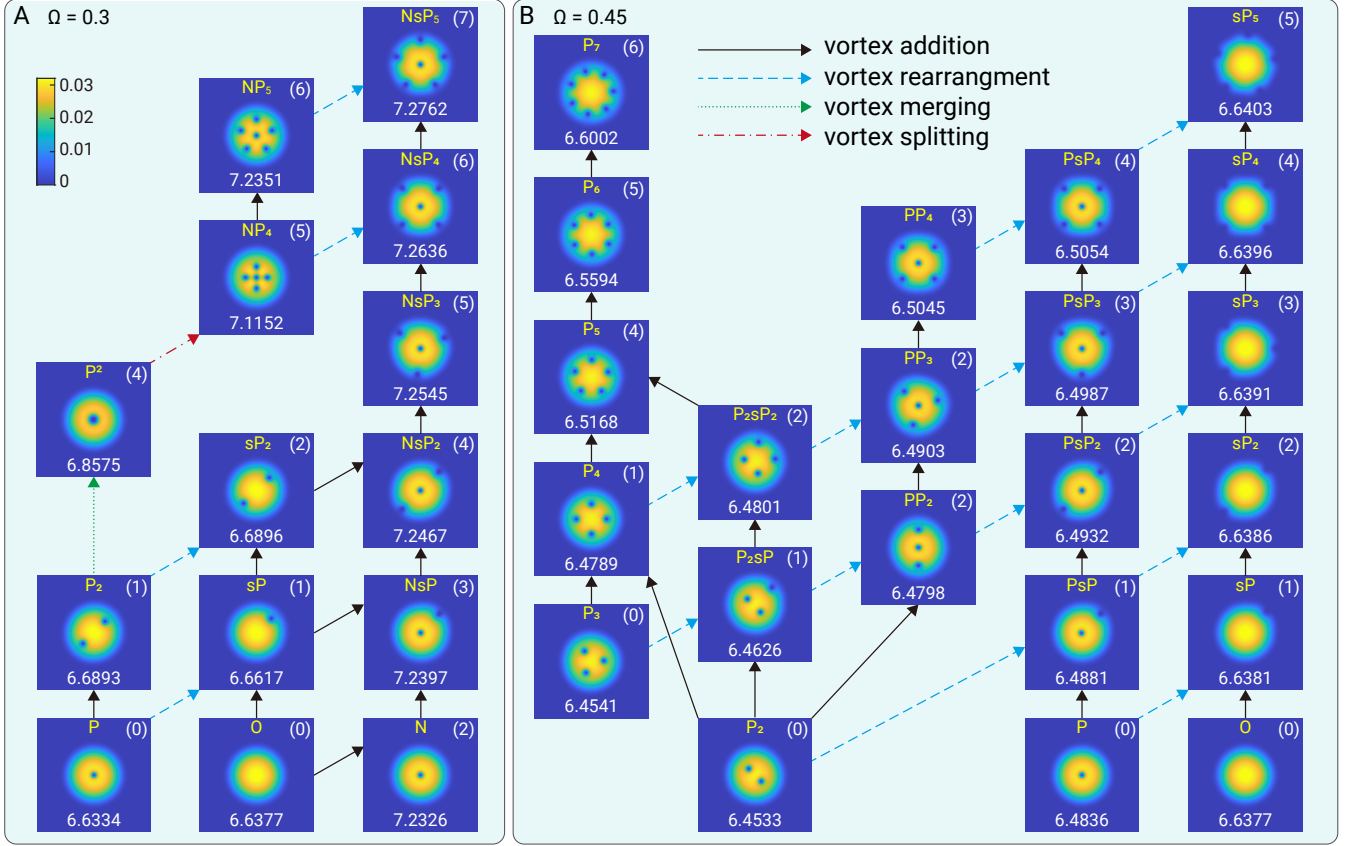 A Ω = 0.3
0.03
0.02
0.01
0
NsP₅ (7)
7.2762
NP₅ (6)
7.2351
NsP₄ (6)
7.2636
NP₄ (5)
7.1152
NsP₃ (5)
7.2545
P² (4)
6.8575
sP₂ (2)
6.6896
NsP₂ (4)
7.2467
P₂ (1)
6.6893
sP (1)
6.6617
NsP (3)
7.2397
P (0)
6.6334
O (0)
6.6377
N (2)
7.2326
B Ω = 0.45
vortex addition
vortex rearrangment
vortex merging
vortex splitting
P₇ (6)
6.6002
P₆ (5)
6.5594
P₅ (4)
6.5168
P₄ (1)
6.4789
P₃ (0)
6.4541
P₂sP₂ (2)
6.4801
P₂sP (1)
6.4626
P₂ (0)
6.4533
PP₄ (3)
6.5045
PP₃ (2)
6.4903
PP₂ (2)
6.4798
PsP₄ (4)
6.5054
PsP₃ (3)
6.4987
PsP₂ (2)
6.4932
PsP (1)
6.4881
P (0)
6.4836
sP₅ (5)
6.6403
sP₄ (4)
6.6396
sP₃ (3)
6.6391
sP₂ (2)
6.6386
sP (1)
6.6381
O (0)
6.6377